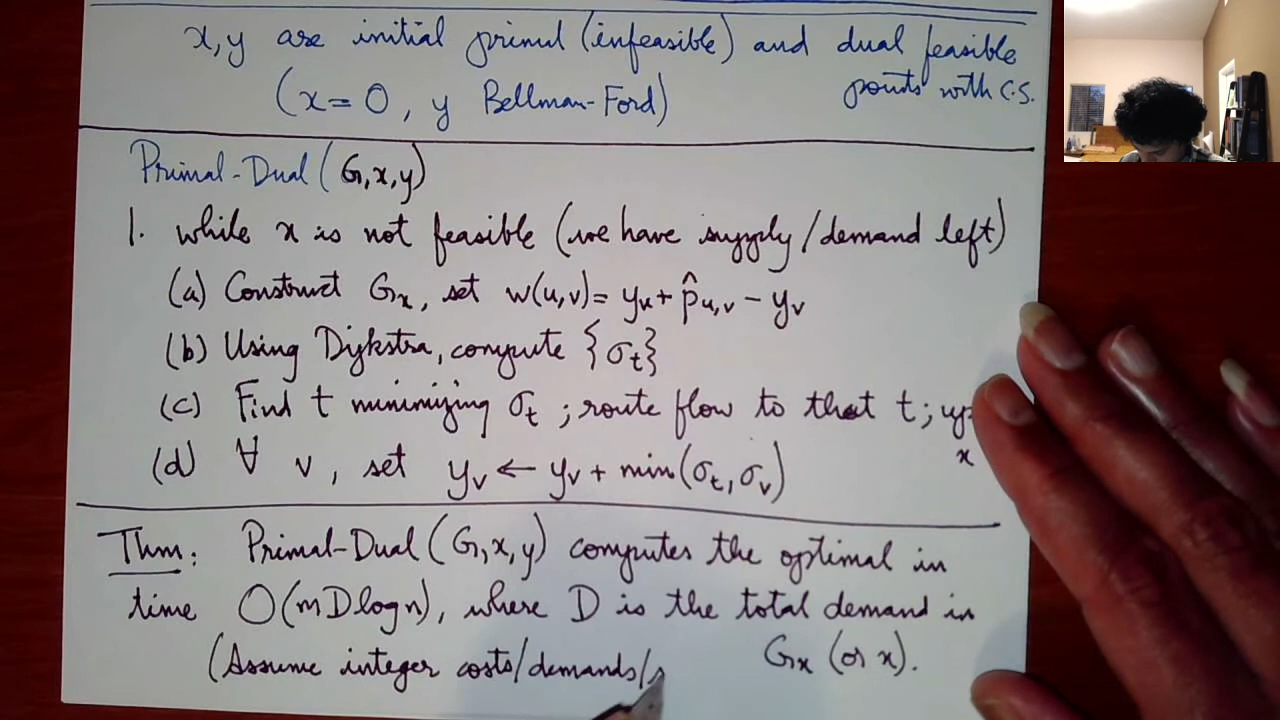 x, y are initial primal (infeasible) and dual feasible
(x = 0, y Bellman-Ford) points with C.S.
Primal-Dual (G, x, y)
1. while x is not feasible (we have supply/demand left)
(a) Construct Gₓ, set w(u,v) = yᵤ + p̂ᵤ,ᵥ - yᵥ
(b) Using Dijkstra, compute {σₜ}
(c) Find t minimizing σₜ ; route flow to that t;
x
(d) ∀ v, set yᵥ ← yᵥ + min(σₜ, σᵥ)
Thm: Primal-Dual (G, x, y) computes the optimal in
time O(mDlogn), where D is the total demand in
(Assume integer costs/demands/s Gₓ (or x).